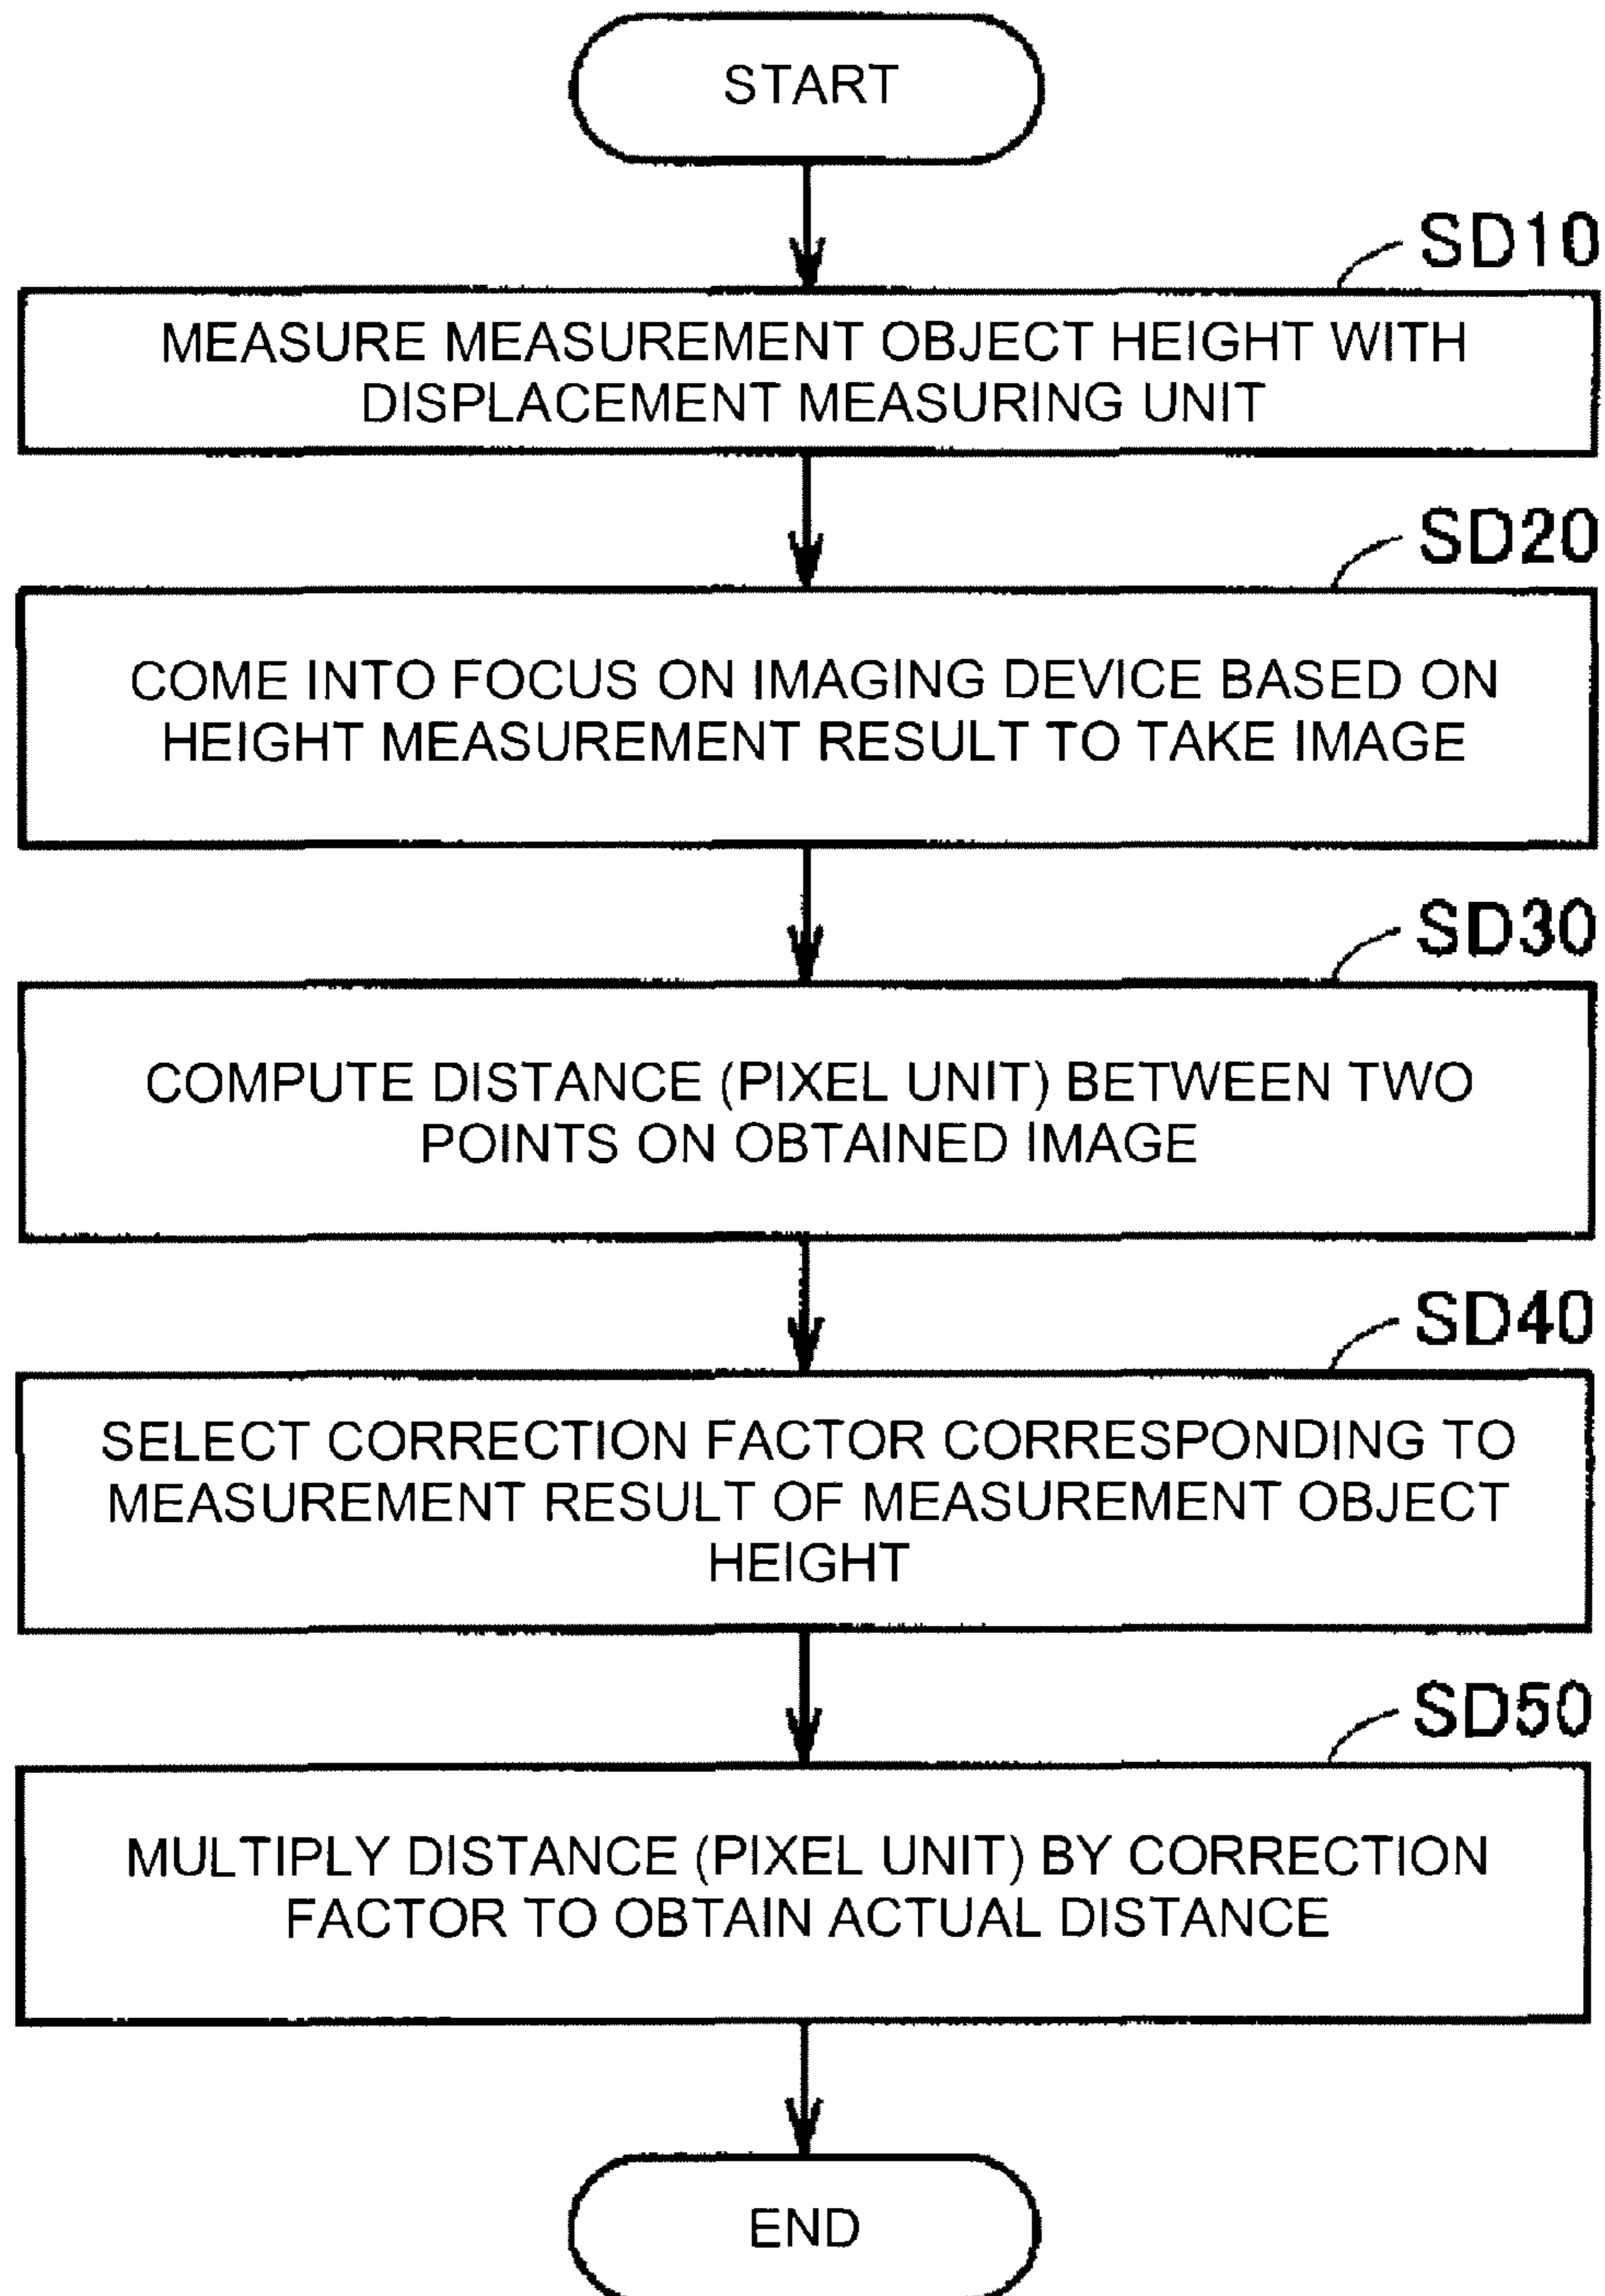 START
SD10
MEASURE MEASUREMENT OBJECT HEIGHT WITH
DISPLACEMENT MEASURING UNIT
SD20
COME INTO FOCUS ON IMAGING DEVICE BASED ON
HEIGHT MEASUREMENT RESULT TO TAKE IMAGE
SD30
COMPUTE DISTANCE (PIXEL UNIT) BETWEEN TWO
POINTS ON OBTAINED IMAGE
SD40
SELECT CORRECTION FACTOR CORRESPONDING TO
MEASUREMENT RESULT OF MEASUREMENT OBJECT
HEIGHT
SD50
MULTIPLY DISTANCE (PIXEL UNIT) BY CORRECTION
FACTOR TO OBTAIN ACTUAL DISTANCE
END